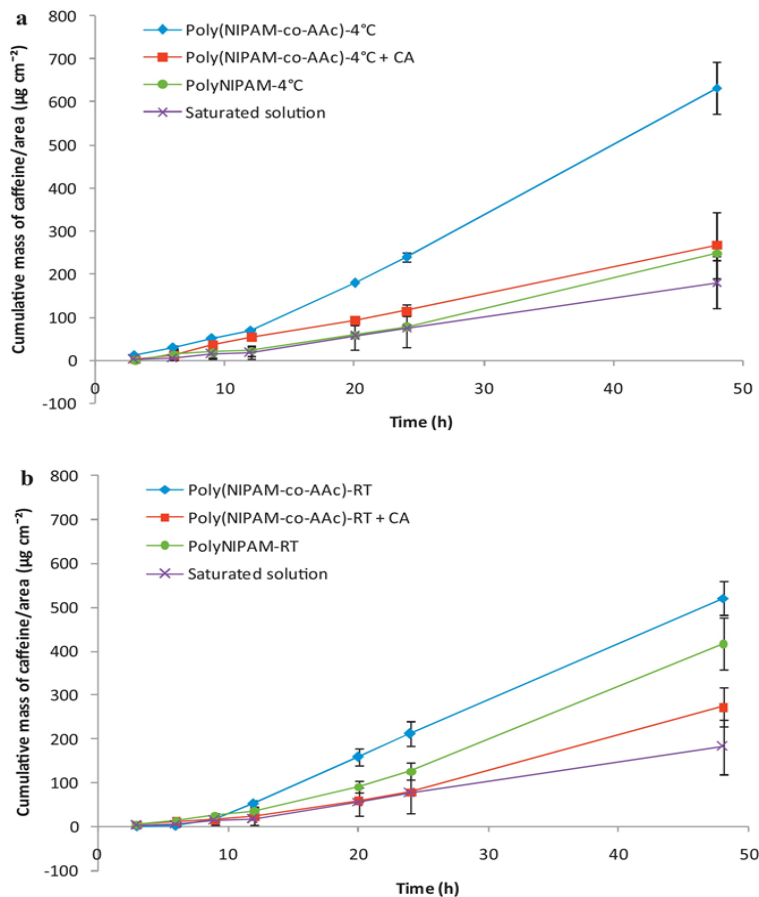 a
800
700
600
500
400
300
200
100
0
-100
Poly(NIPAM-co-AAc)-4°C
Poly(NIPAM-co-AAc)-4°C + CA
PolyNIPAM-4°C
Saturated solution
Cumulative mass of caffeine/area (µg cm⁻²)
0 10 20 30 40 50
Time (h)
b
800
700
600
500
400
300
200
100
0
-100
Poly(NIPAM-co-AAc)-RT
Poly(NIPAM-co-AAc)-RT + CA
PolyNIPAM-RT
Saturated solution
Cumulative mass of caffeine/area (µg cm⁻²)
0 10 20 30 40 50
Time (h)